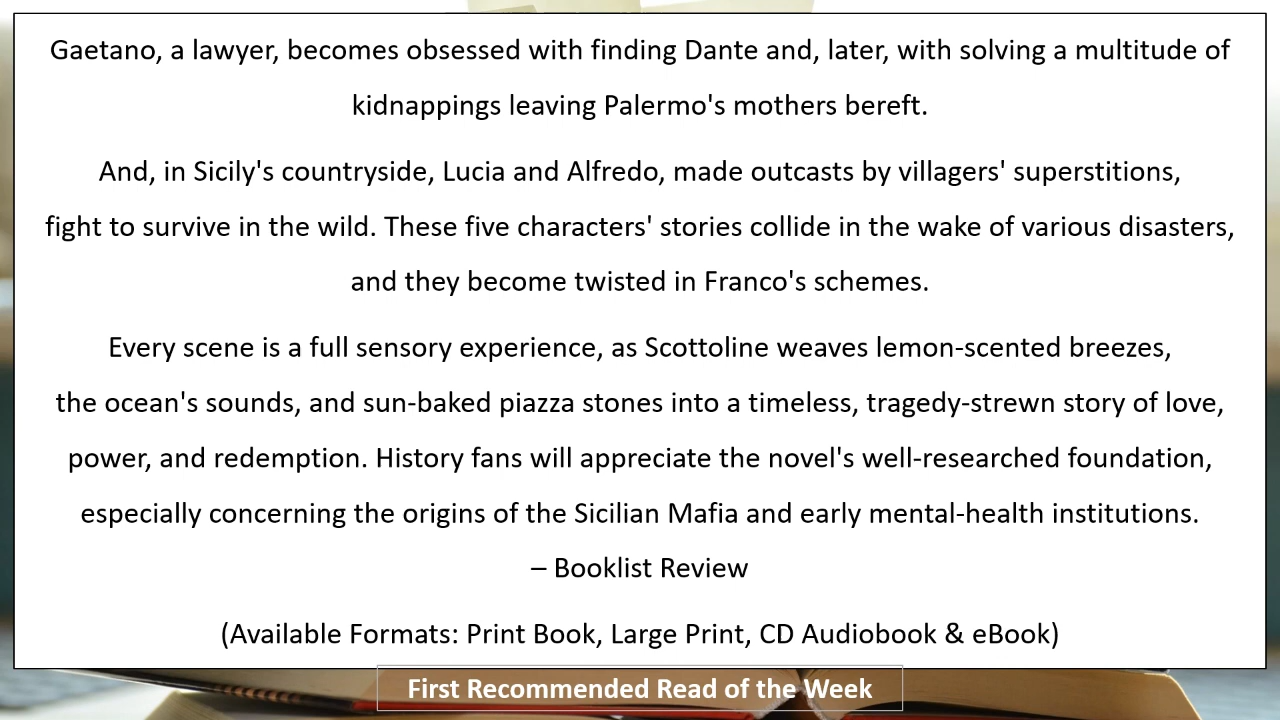 Gaetano, a lawyer, becomes obsessed with finding Dante and, later, with solving a multitude of
kidnappings leaving Palermo's mothers bereft.
And, in Sicily's countryside, Lucia and Alfredo, made outcasts by villagers' superstitions,
fight to survive in the wild. These five characters' stories collide in the wake of various disasters,
and they become twisted in Franco's schemes.
Every scene is a full sensory experience, as Scottoline weaves lemon-scented breezes,
the ocean's sounds, and sun-baked piazza stones into a timeless, tragedy-strewn story of love,
power, and redemption. History fans will appreciate the novel's well-researched foundation,
especially concerning the origins of the Sicilian Mafia and early mental-health institutions.
– Booklist Review
(Available Formats: Print Book, Large Print, CD Audiobook & eBook)
First Recommended Read of the Week